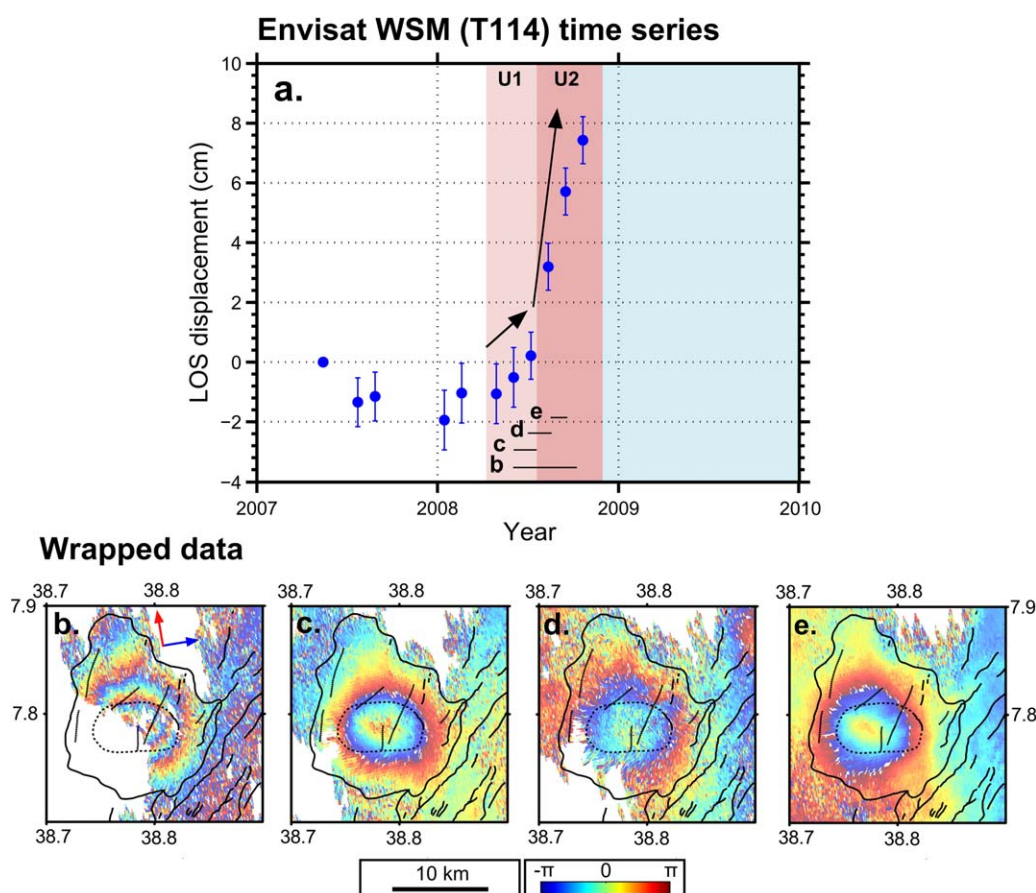 Envisat WSM (T114) time series
a.
U1
U2
10
8
6
4
2
0
−2
−4
LOS displacement (cm)
e
d
c
b
2007
2008
2009
2010
Year
Wrapped data
38.7
38.8
38.7
38.8
38.7
38.8
38.7
38.8
7.9
b.
c.
d.
e.
7.9
7.8
7.8
38.7
38.8
38.7
38.8
38.7
38.8
38.7
38.8
10 km
-π
0
π